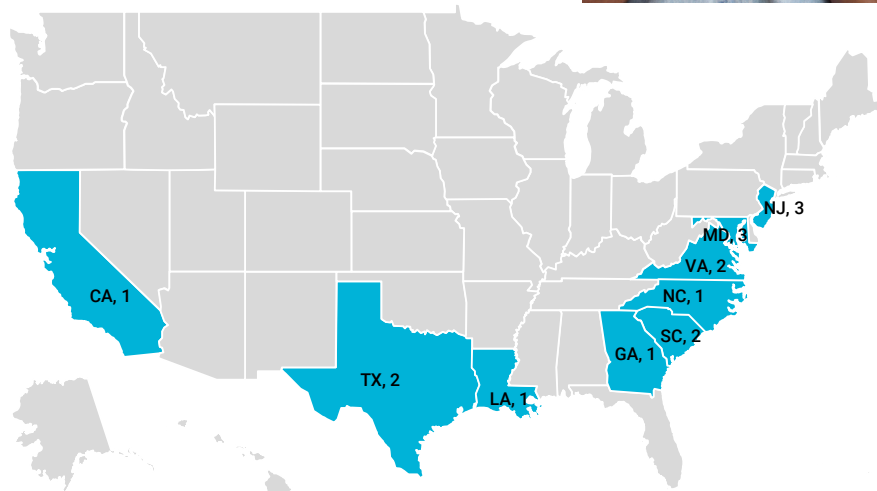 NJ, 3
MD, 3
VA, 2
CA, 1
NC, 1
SC, 2
GA, 1
TX, 2
LA, 1